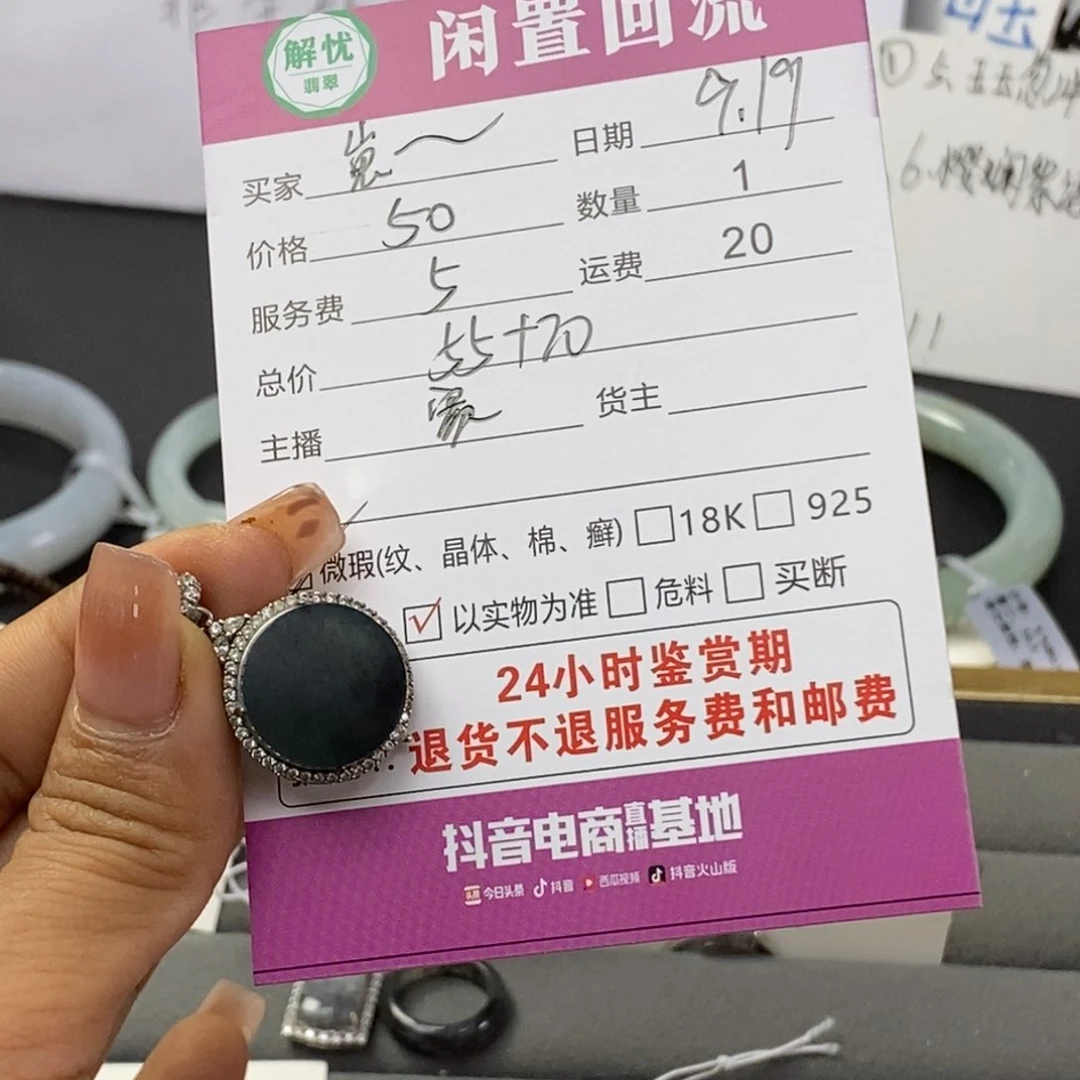 解忧
翡翠
闲置回流
买家 日期 9.19
价格 50 数量 1
服务费 5 运费 20
总价 55+20
主播 豪 货主
微瑕(纹、晶体、棉、癣) 18K 925
以实物为准 危料 买断
24小时鉴赏期
退货不退服务费和邮费
抖音电商直播基地
头条 今日头条 抖音 西瓜视频 抖音火山版